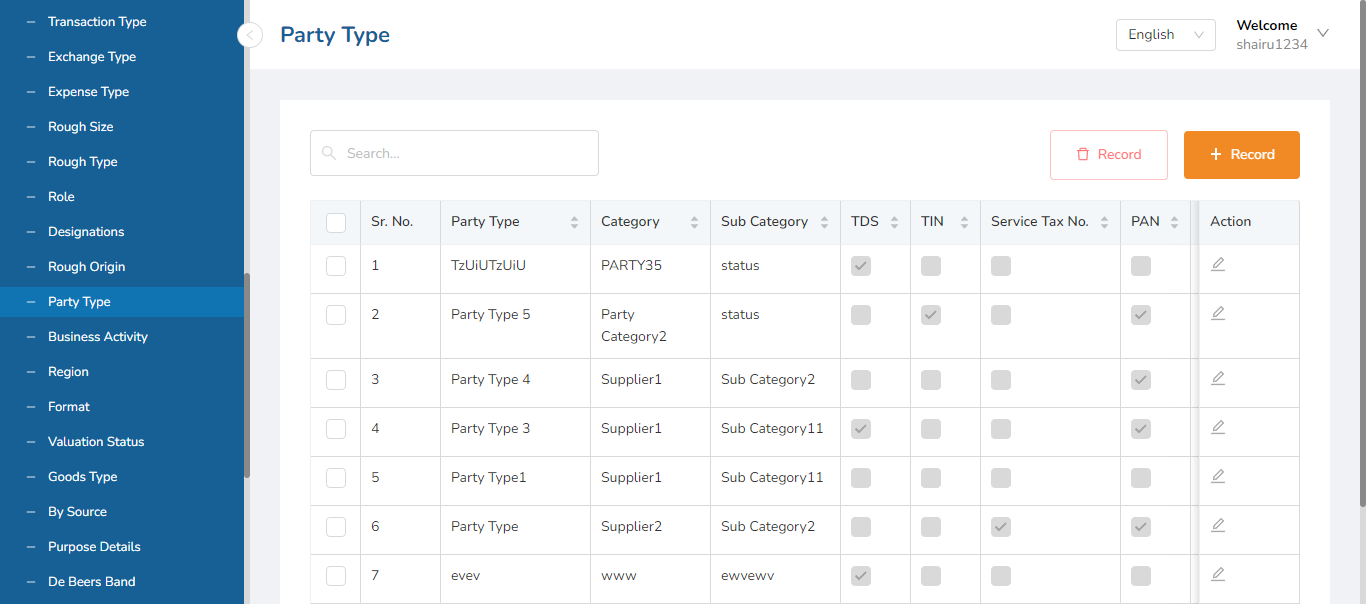 Transaction Type
Exchange Type
Expense Type
Rough Size
Rough Type
Role
Designations
Rough Origin
Party Type
Business Activity
Region
Format
Valuation Status
Goods Type
By Source
Purpose Details
De Beers Band
Party Type
English
Welcome
shairu1234
Search...
Record
+ Record
Sr. No. Party Type Category Sub Category TDS TIN Service Tax No. PAN Action
1 TzUiUTzUiU PARTY35 status
2 Party Type 5 Party Category2 status
3 Party Type 4 Supplier1 Sub Category2
4 Party Type 3 Supplier1 Sub Category11
5 Party Type1 Supplier1 Sub Category11
6 Party Type Supplier2 Sub Category2
7 evev www ewvewv